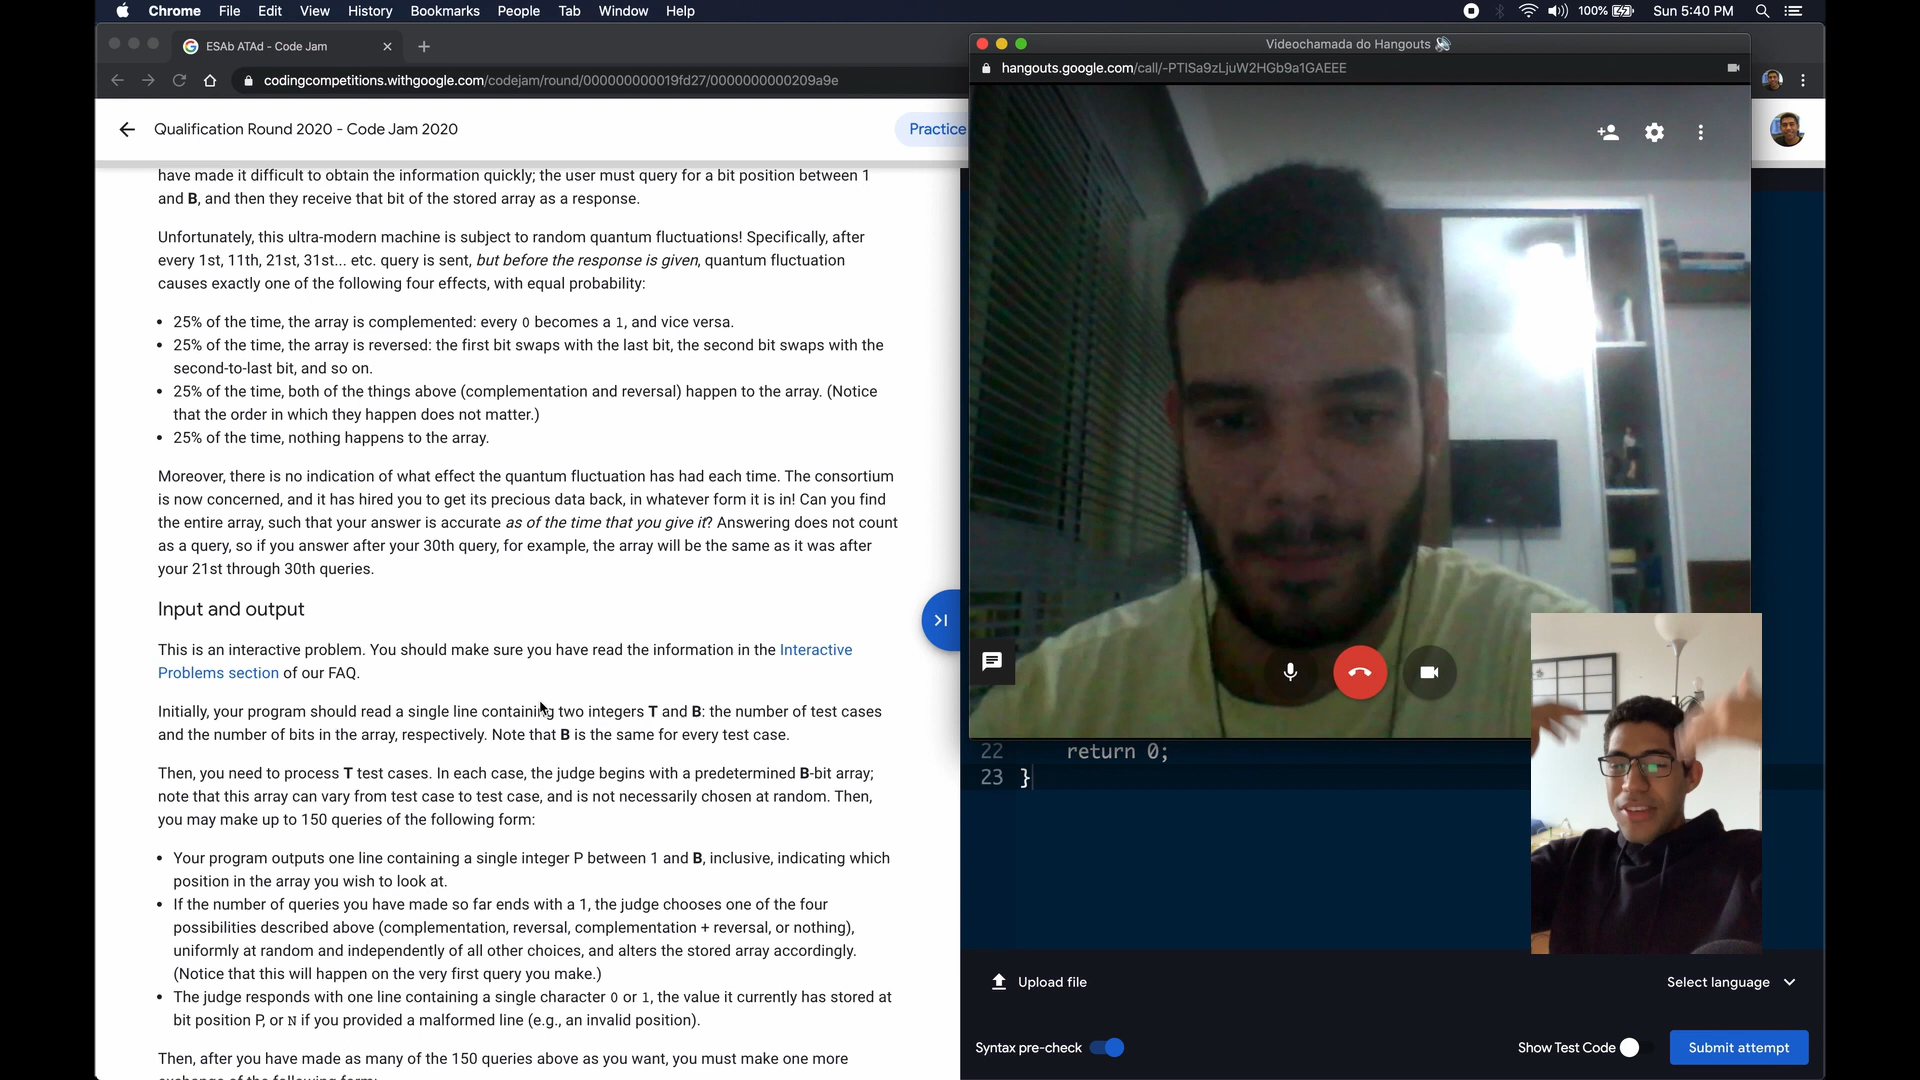 Chrome File Edit View History Bookmarks People Tab Window Help 100% Sun 5:40 PM
ESAb ATAd - Code Jam
codingcompetitions.withgoogle.com/codejam/round/000000000019fd27/0000000000209a9e
Qualification Round 2020 - Code Jam 2020
Practice
have made it difficult to obtain the information quickly; the user must query for a bit position between 1
and B, and then they receive that bit of the stored array as a response.
Unfortunately, this ultra-modern machine is subject to random quantum fluctuations! Specifically, after
every 1st, 11th, 21st, 31st... etc. query is sent, but before the response is given, quantum fluctuation
causes exactly one of the following four effects, with equal probability:
• 25% of the time, the array is complemented: every 0 becomes a 1, and vice versa.
• 25% of the time, the array is reversed: the first bit swaps with the last bit, the second bit swaps with the
second-to-last bit, and so on.
• 25% of the time, both of the things above (complementation and reversal) happen to the array. (Notice
that the order in which they happen does not matter.)
• 25% of the time, nothing happens to the array.
Moreover, there is no indication of what effect the quantum fluctuation has had each time. The consortium
is now concerned, and it has hired you to get its precious data back, in whatever form it is in! Can you find
the entire array, such that your answer is accurate as of the time that you give it? Answering does not count
as a query, so if you answer after your 30th query, for example, the array will be the same as it was after
your 21st through 30th queries.
Input and output
This is an interactive problem. You should make sure you have read the information in the Interactive
Problems section of our FAQ.
Initially, your program should read a single line containing two integers T and B: the number of test cases
and the number of bits in the array, respectively. Note that B is the same for every test case.
Then, you need to process T test cases. In each case, the judge begins with a predetermined B-bit array;
note that this array can vary from test case to test case, and is not necessarily chosen at random. Then,
you may make up to 150 queries of the following form:
• Your program outputs one line containing a single integer P between 1 and B, inclusive, indicating which
position in the array you wish to look at.
• If the number of queries you have made so far ends with a 1, the judge chooses one of the four
possibilities described above (complementation, reversal, complementation + reversal, or nothing),
uniformly at random and independently of all other choices, and alters the stored array accordingly.
(Notice that this will happen on the very first query you make.)
• The judge responds with one line containing a single character 0 or 1, the value it currently has stored at
bit position P, or N if you provided a malformed line (e.g., an invalid position).
Then, after you have made as many of the 150 queries above as you want, you must make one more
exchange of the following form:
Videochamada do Hangouts
hangouts.google.com/call/-PTISa9zLjuW2HGb9a1GAEEE
22 return 0;
23 }
Upload file
Select language
Syntax pre-check
Show Test Code
Submit attempt